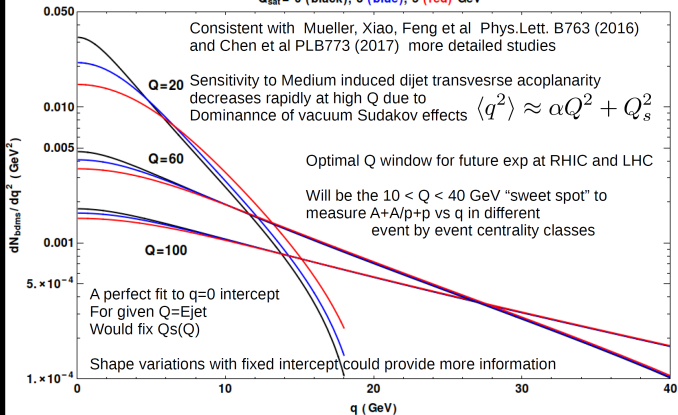 Consistent with Mueller, Xiao, Feng et al Phys.Lett. B763 (2016)
and Chen et al PLB773 (2017) more detailed studies
Sensitivity to Medium induced dijet transvesrse acoplanarity
decreases rapidly at high Q due to
Dominannce of vacuum Sudakov effects ⟨q²⟩ ≈ αQ² + Qₛ²
Q=20
Q=60
Q=100
Optimal Q window for future exp at RHIC and LHC
Will be the 10 < Q < 40 GeV “sweet spot” to
measure A+A/p+p vs q in different
event by event centrality classes
A perfect fit to q=0 intercept
For given Q=Ejet
Would fix Qs(Q)
Shape variations with fixed intercept could provide more information
dN_bdms/dq² (GeV²)
0.050
0.010
0.005
0.001
5.×10⁻⁴
1.×10⁻⁴
0 10 20 30 40
q (GeV)